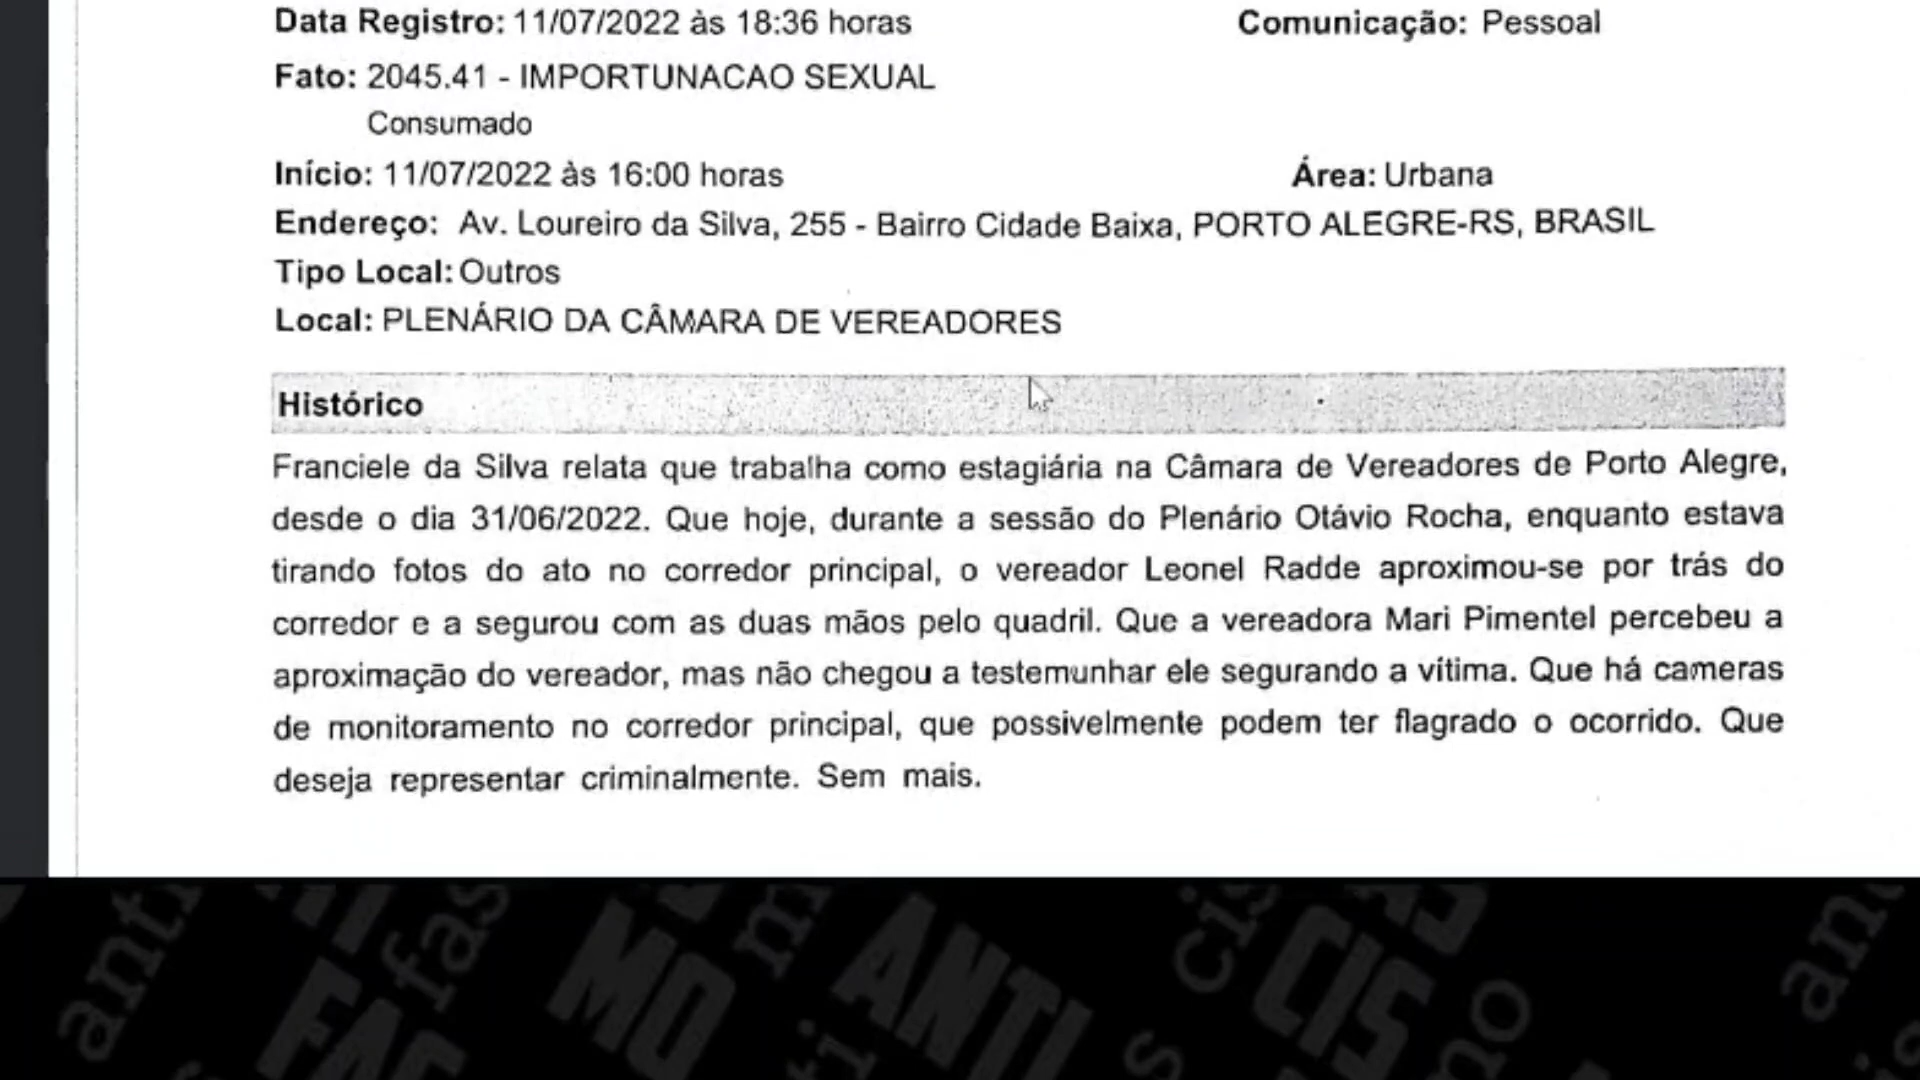 Data Registro: 11/07/2022 às 18:36 horas Comunicação: Pessoal
Fato: 2045.41 - IMPORTUNACAO SEXUAL
Consumado
Início: 11/07/2022 às 16:00 horas Área: Urbana
Endereço: Av. Loureiro da Silva, 255 - Bairro Cidade Baixa, PORTO ALEGRE-RS, BRASIL
Tipo Local: Outros
Local: PLENÁRIO DA CÂMARA DE VEREADORES
Histórico
Franciele da Silva relata que trabalha como estagiária na Câmara de Vereadores de Porto Alegre,
desde o dia 31/06/2022. Que hoje, durante a sessão do Plenário Otávio Rocha, enquanto estava
tirando fotos do ato no corredor principal, o vereador Leonel Radde aproximou-se por trás do
corredor e a segurou com as duas mãos pelo quadril. Que a vereadora Mari Pimentel percebeu a
aproximação do vereador, mas não chegou a testemunhar ele segurando a vítima. Que há cameras
de monitoramento no corredor principal, que possivelmente podem ter flagrado o ocorrido. Que
deseja representar criminalmente. Sem mais.
anti
fas
MO
ANTI
CIS